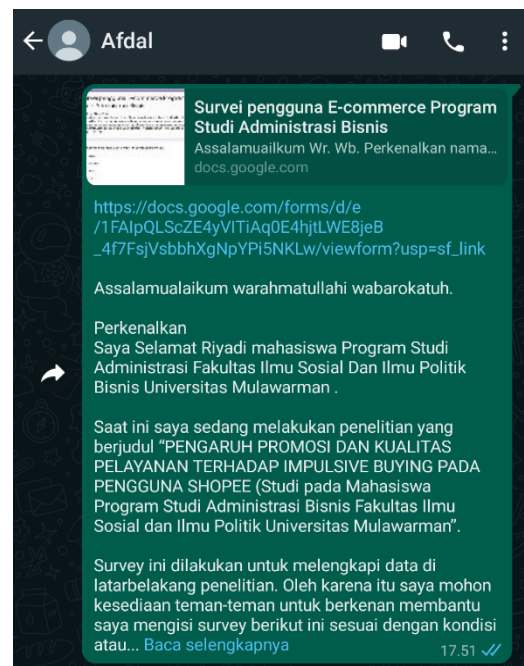 Afdal
Survei pengguna E-commerce Program
Studi Administrasi Bisnis
Assalamuailkum Wr. Wb. Perkenalkan nama...
docs.google.com
https://docs.google.com/forms/d/e
/1FAIpQLScZE4yVITiAq0E4hjtLWE8jeB
_4f7FsjVsbbhXgNpYPi5NKLw/viewform?usp=sf_link
Assalamualaikum warahmatullahi wabarokatuh.
Perkenalkan
Saya Selamat Riyadi mahasiswa Program Studi
Administrasi Fakultas Ilmu Sosial Dan Ilmu Politik
Bisnis Universitas Mulawarman .
Saat ini saya sedang melakukan penelitian yang
berjudul "PENGARUH PROMOSI DAN KUALITAS
PELAYANAN TERHADAP IMPULSIVE BUYING PADA
PENGGUNA SHOPEE (Studi pada Mahasiswa
Program Studi Administrasi Bisnis Fakultas Ilmu
Sosial dan Ilmu Politik Universitas Mulawarman".
Survey ini dilakukan untuk melengkapi data di
latarbelakang penelitian. Oleh karena itu saya mohon
kesediaan teman-teman untuk berkenan membantu
saya mengisi survey berikut ini sesuai dengan kondisi
atau... Baca selengkapnya
17.51